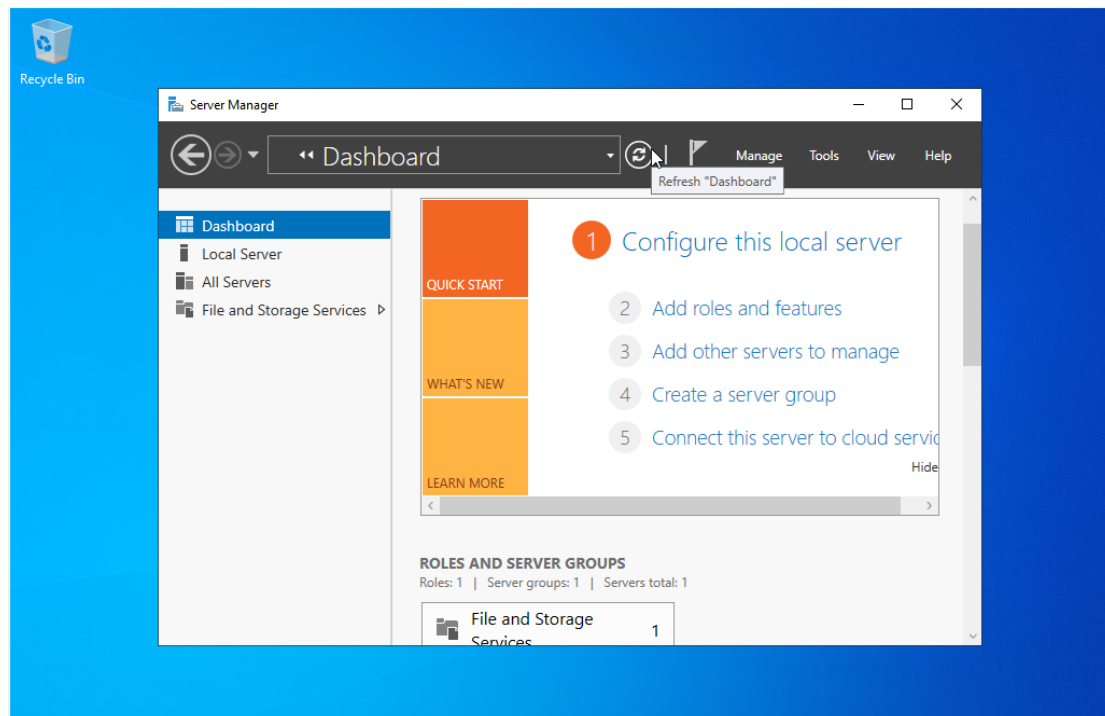 Recycle Bin
Server Manager
Dashboard
Manage Tools View Help
Refresh "Dashboard"
Dashboard
Local Server
All Servers
File and Storage Services
QUICK START
WHAT'S NEW
LEARN MORE
1 Configure this local server
2 Add roles and features
3 Add other servers to manage
4 Create a server group
5 Connect this server to cloud servic
Hide
ROLES AND SERVER GROUPS
Roles: 1 | Server groups: 1 | Servers total: 1
File and Storage
Services
1